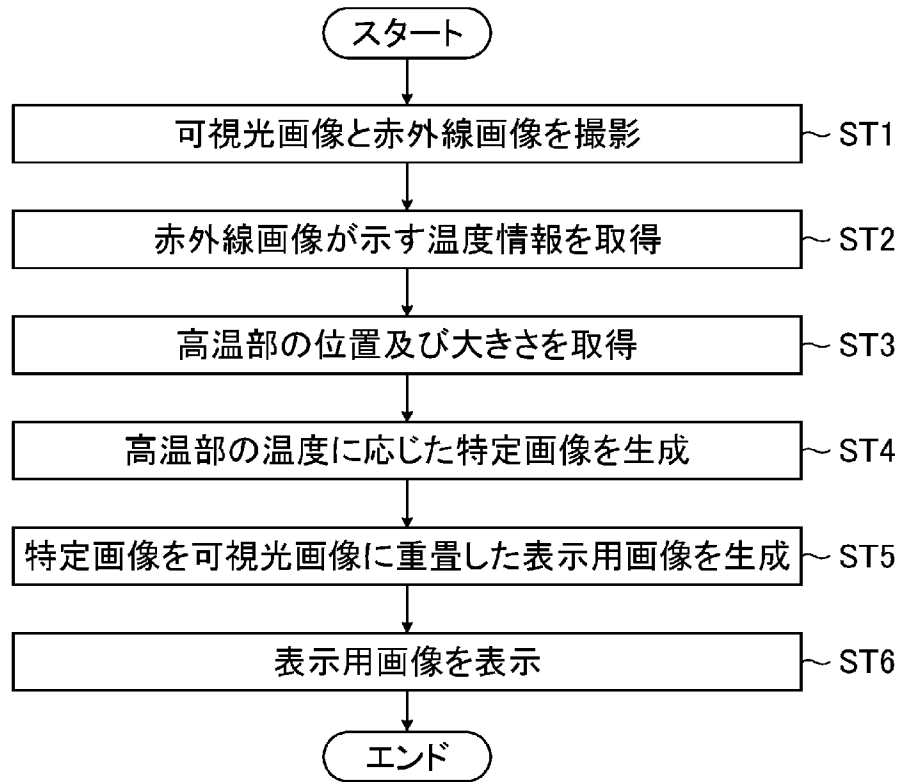 スタート
可視光画像と赤外線画像を撮影 ~ ST1
赤外線画像が示す温度情報を取得 ~ ST2
高温部の位置及び大きさを取得 ~ ST3
高温部の温度に応じた特定画像を生成 ~ ST4
特定画像を可視光画像に重畳した表示用画像を生成 ~ ST5
表示用画像を表示 ~ ST6
エンド